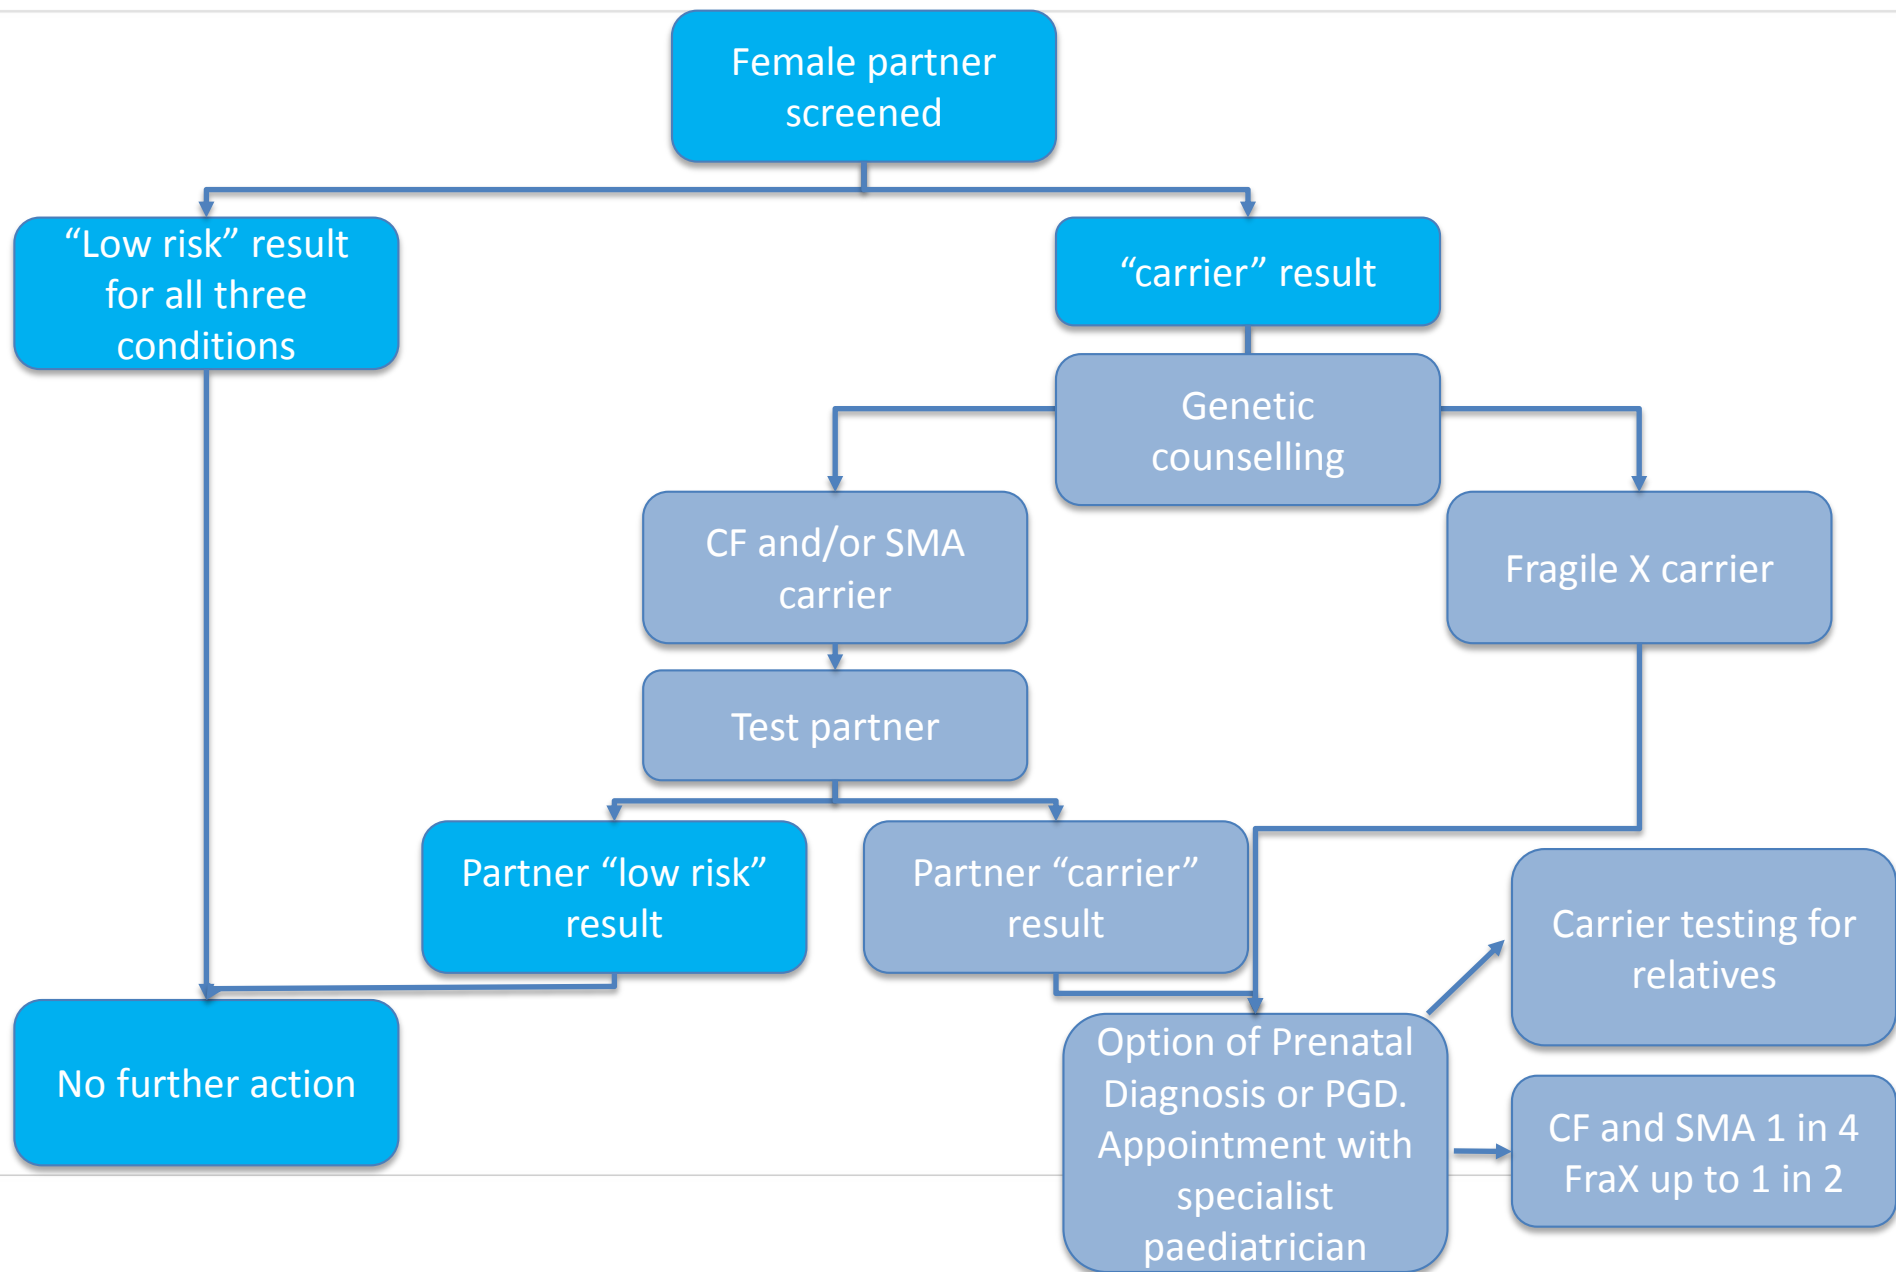 Female partner
screened
“Low risk” result
for all three
conditions
“carrier” result
Genetic
counselling
CF and/or SMA
carrier
Fragile X carrier
Test partner
Partner “low risk”
result
Partner “carrier”
result
Carrier testing for
relatives
No further action
Option of Prenatal
Diagnosis or PGD.
Appointment with
specialist
paediatrician
CF and SMA 1 in 4
FraX up to 1 in 2